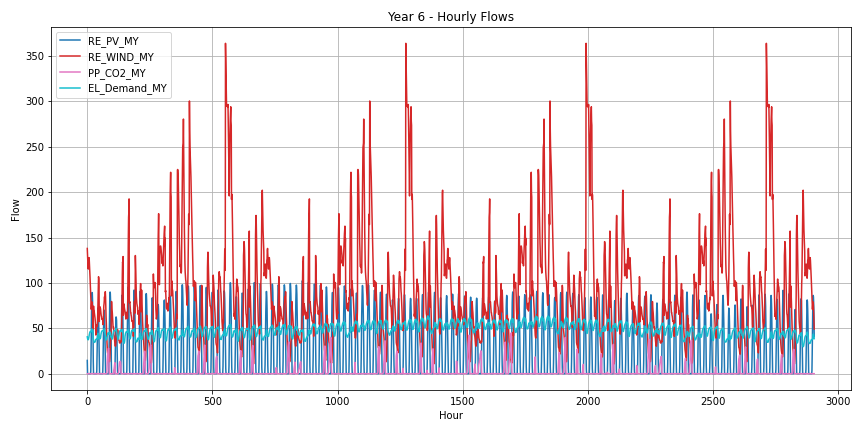 Year 6 - Hourly Flows
RE_PV_MY
RE_WIND_MY
PP_CO2_MY
EL_Demand_MY
350
300
250
200
150
100
50
0
Flow
0 500 1000 1500 2000 2500 3000
Hour